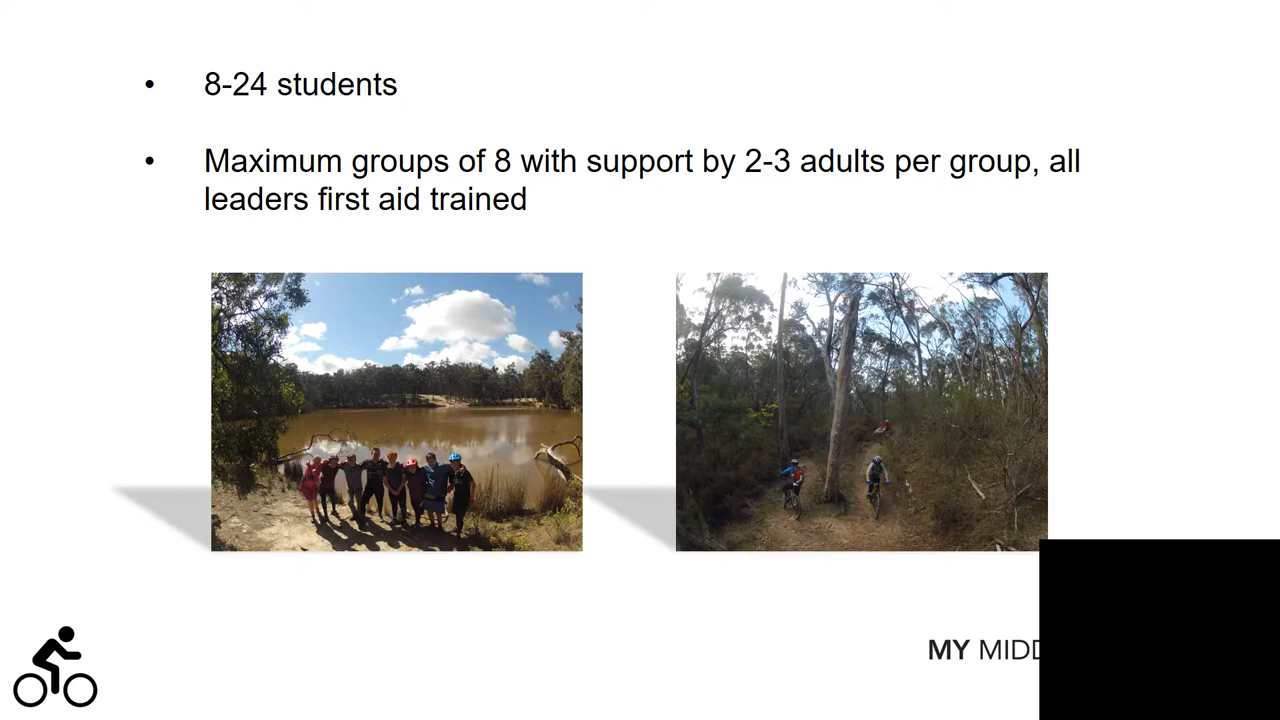 • 8-24 students
• Maximum groups of 8 with support by 2-3 adults per group, all
leaders first aid trained
MY